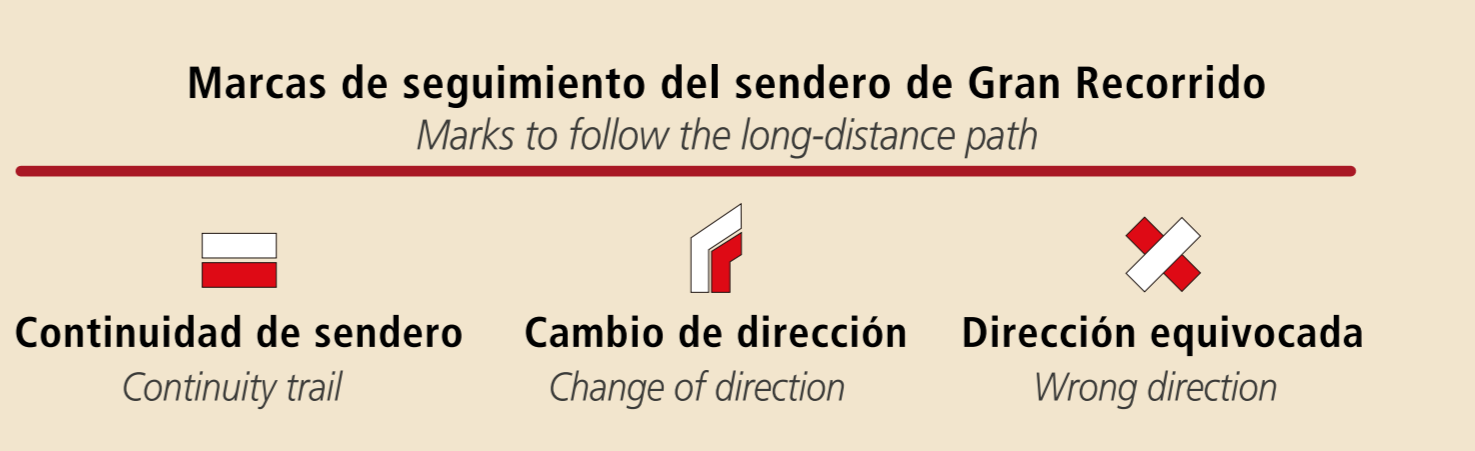 Marcas de seguimiento del sendero de Gran Recorrido
Marks to follow the long-distance path
Continuidad de sendero
Continuity trail
Cambio de dirección
Change of direction
Dirección equivocada
Wrong direction